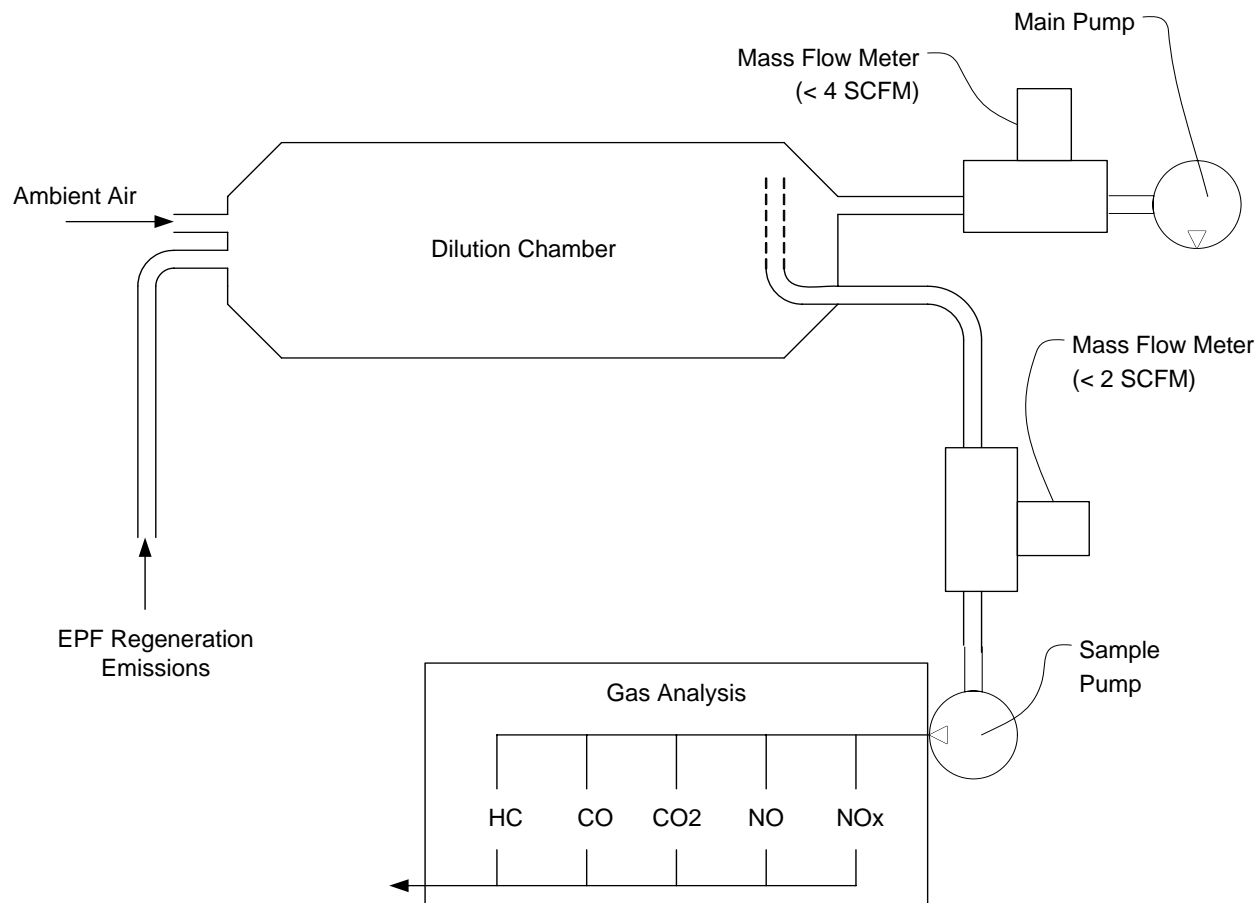 Main Pump
Mass Flow Meter
(< 4 SCFM)
Ambient Air
Dilution Chamber
Mass Flow Meter
(< 2 SCFM)
EPF Regeneration
Emissions
Sample
Pump
Gas Analysis
HC CO CO2 NO NOx